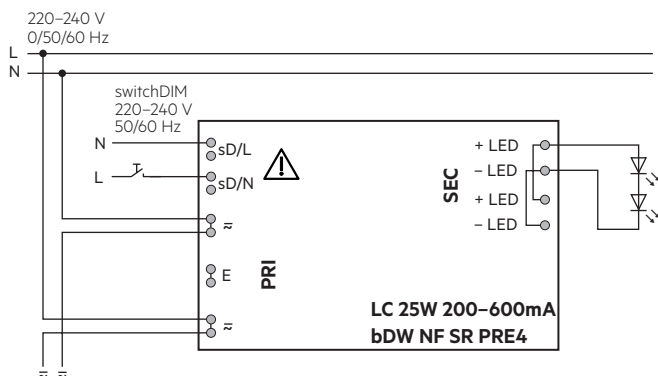 220–240 V
0/50/60 Hz
L
N
switchDIM
220–240 V
50/60 Hz
N
sD/L
L
sD/N
+ LED
– LED
+ LED
– LED
SEC
PRI
E
LC 25W 200–600mA
bDW NF SR PRE4